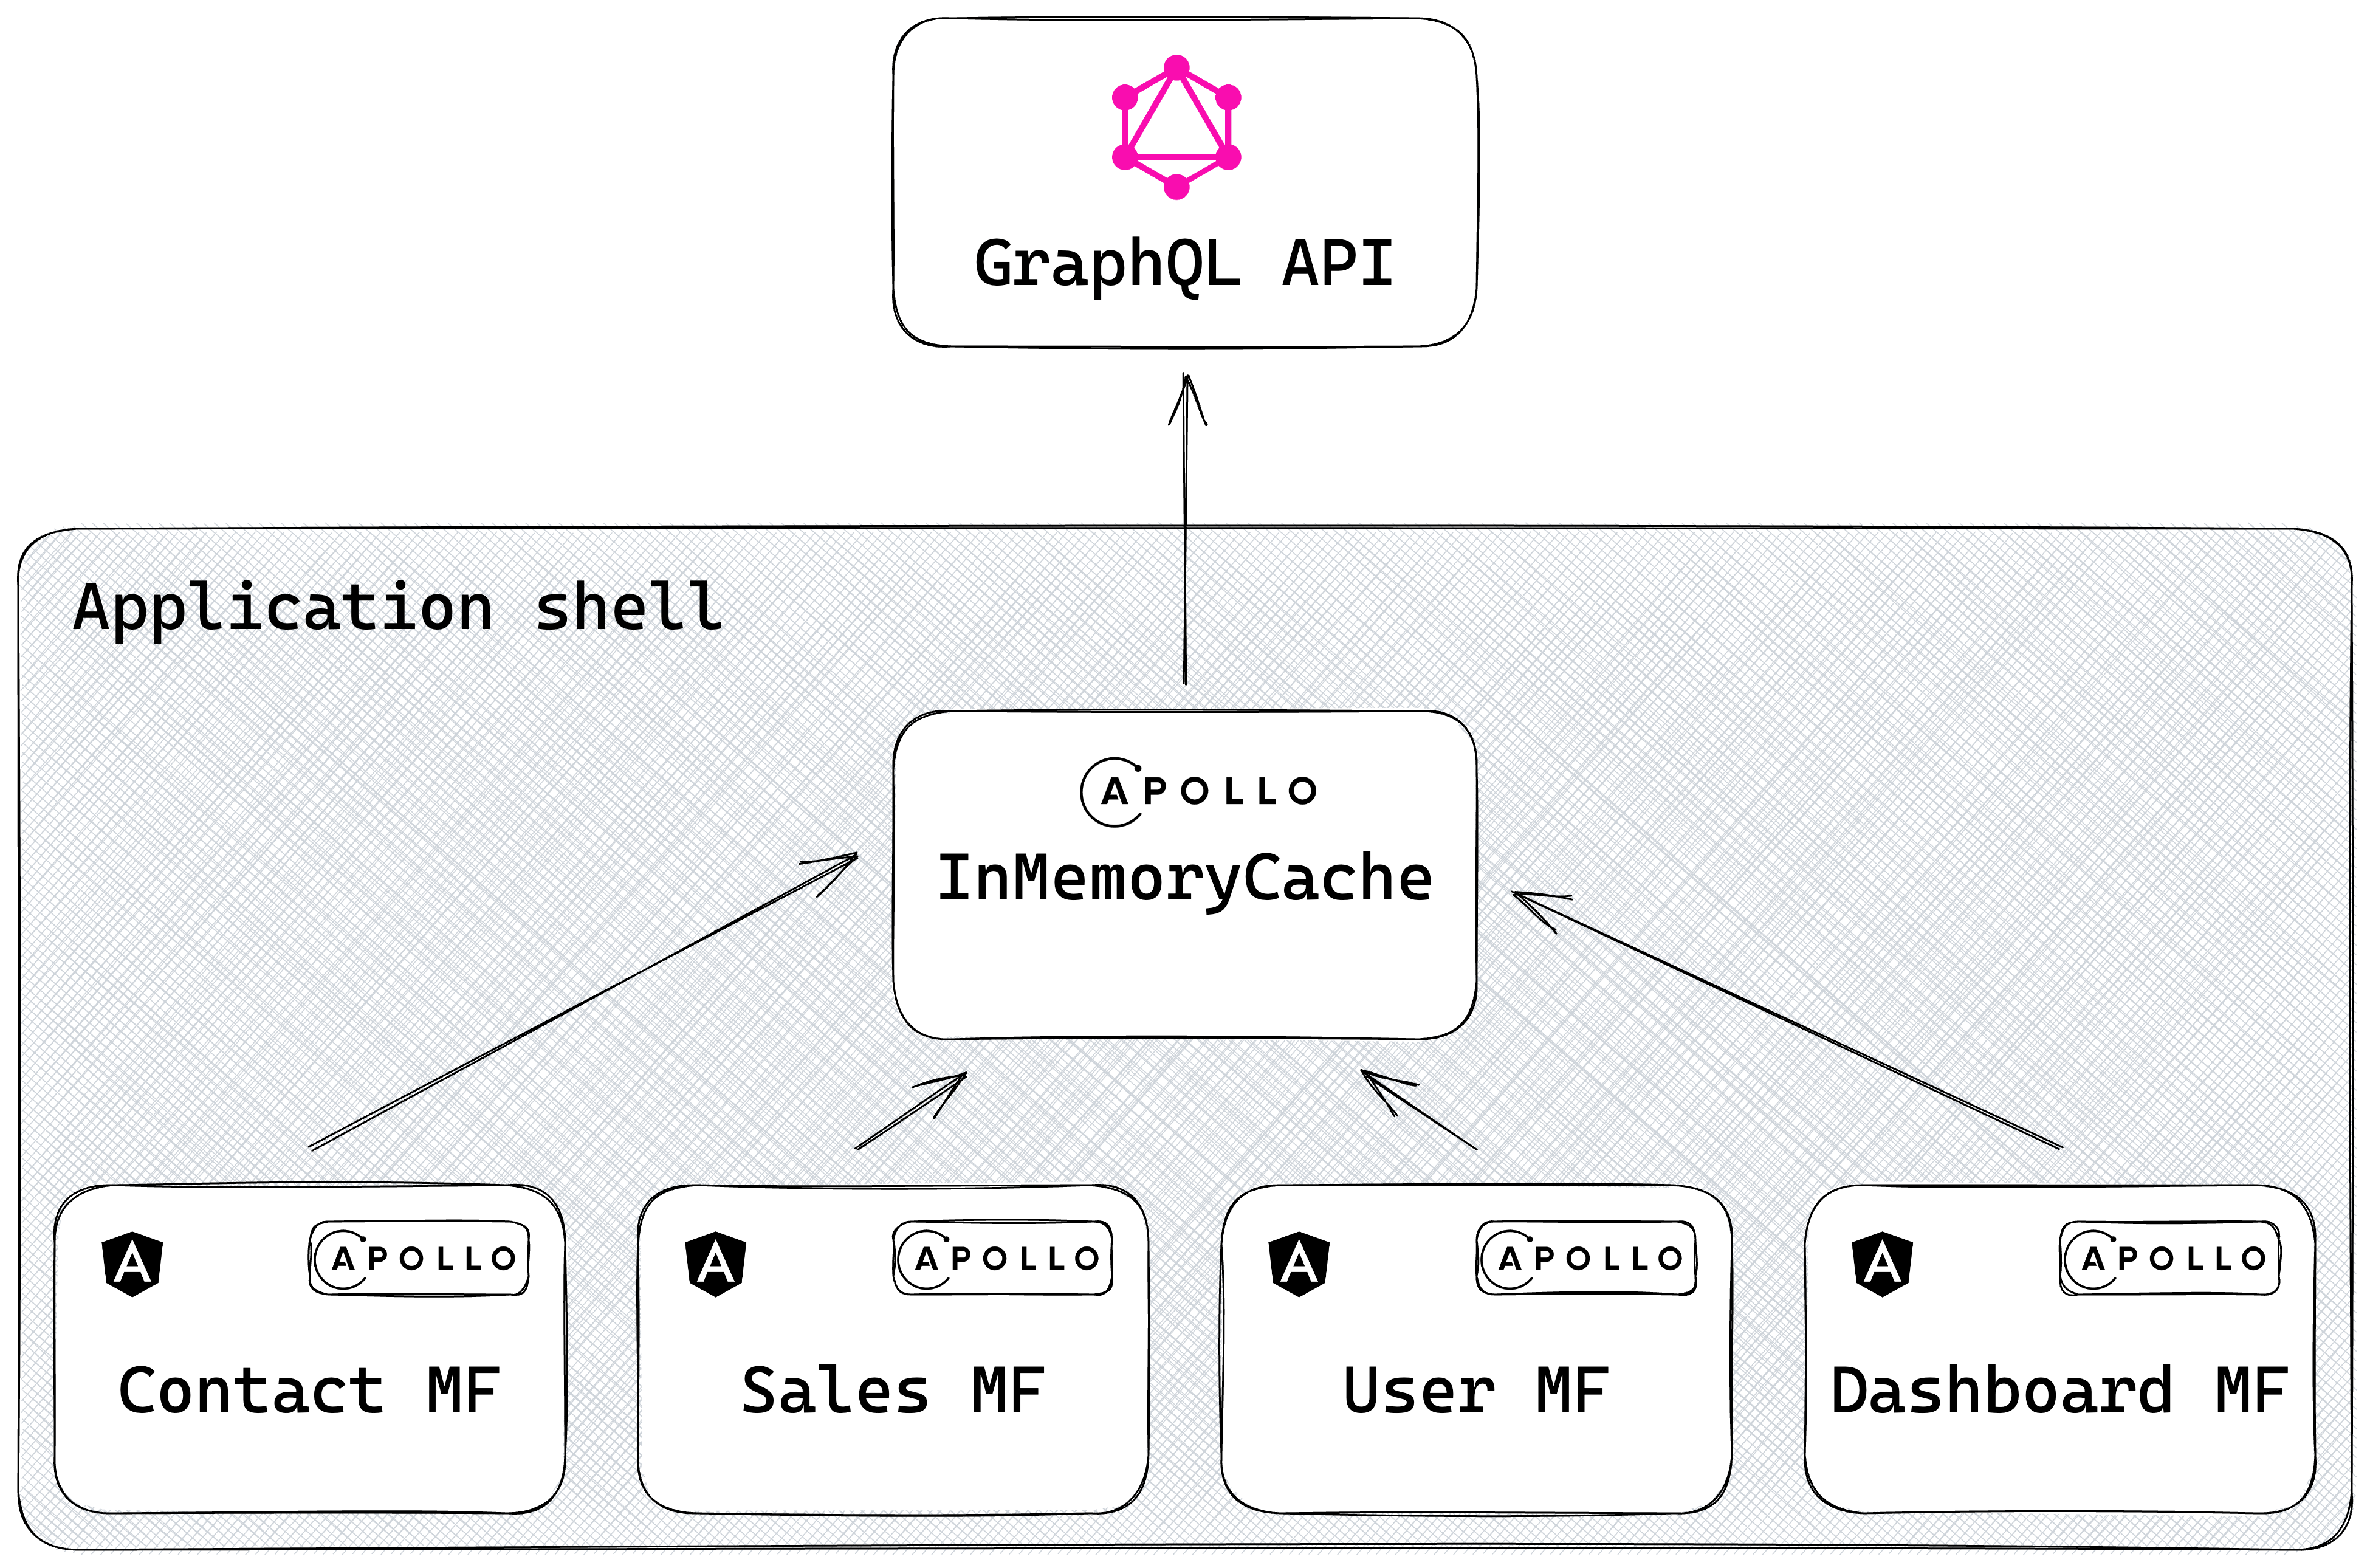 GraphQL API
Application shell
APOLLO
InMemoryCache
A APOLLO
Contact MF
A APOLLO
Sales MF
A APOLLO
User MF
A APOLLO
Dashboard MF